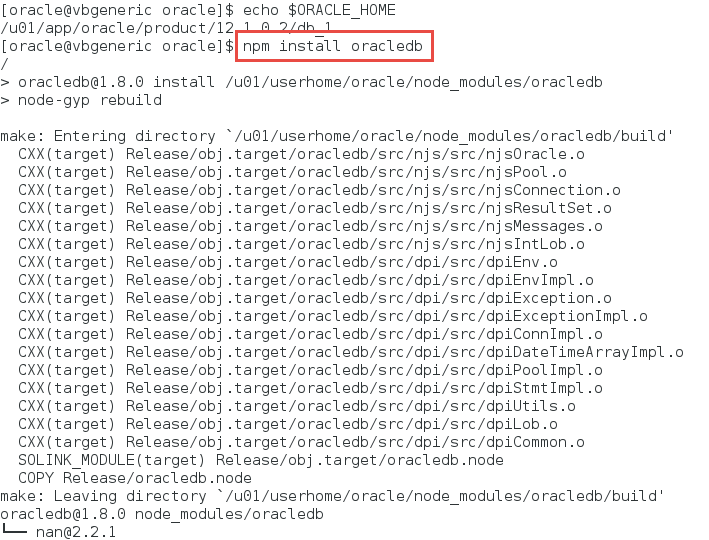 [oracle@vbgeneric oracle]$ echo $ORACLE_HOME
/u01/app/oracle/product/12.1.0.2/db_1
[oracle@vbgeneric oracle]$ npm install oracledb
/
> oracledb@1.8.0 install /u01/userhome/oracle/node_modules/oracledb
> node-gyp rebuild
make: Entering directory `/u01/userhome/oracle/node_modules/oracledb/build'
CXX(target) Release/obj.target/oracledb/src/njs/src/njsOracle.o
CXX(target) Release/obj.target/oracledb/src/njs/src/njsPool.o
CXX(target) Release/obj.target/oracledb/src/njs/src/njsConnection.o
CXX(target) Release/obj.target/oracledb/src/njs/src/njsResultSet.o
CXX(target) Release/obj.target/oracledb/src/njs/src/njsMessages.o
CXX(target) Release/obj.target/oracledb/src/njs/src/njsIntLob.o
CXX(target) Release/obj.target/oracledb/src/dpi/src/dpiEnv.o
CXX(target) Release/obj.target/oracledb/src/dpi/src/dpiEnvImpl.o
CXX(target) Release/obj.target/oracledb/src/dpi/src/dpiException.o
CXX(target) Release/obj.target/oracledb/src/dpi/src/dpiExceptionImpl.o
CXX(target) Release/obj.target/oracledb/src/dpi/src/dpiConnImpl.o
CXX(target) Release/obj.target/oracledb/src/dpi/src/dpiDateTimeArrayImpl.o
CXX(target) Release/obj.target/oracledb/src/dpi/src/dpiPoolImpl.o
CXX(target) Release/obj.target/oracledb/src/dpi/src/dpiStmtImpl.o
CXX(target) Release/obj.target/oracledb/src/dpi/src/dpiUtils.o
CXX(target) Release/obj.target/oracledb/src/dpi/src/dpiLob.o
CXX(target) Release/obj.target/oracledb/src/dpi/src/dpiCommon.o
SOLINK_MODULE(target) Release/obj.target/oracledb.node
COPY Release/oracledb.node
make: Leaving directory `/u01/userhome/oracle/node_modules/oracledb/build'
oracledb@1.8.0 node_modules/oracledb
└── nan@2.2.1